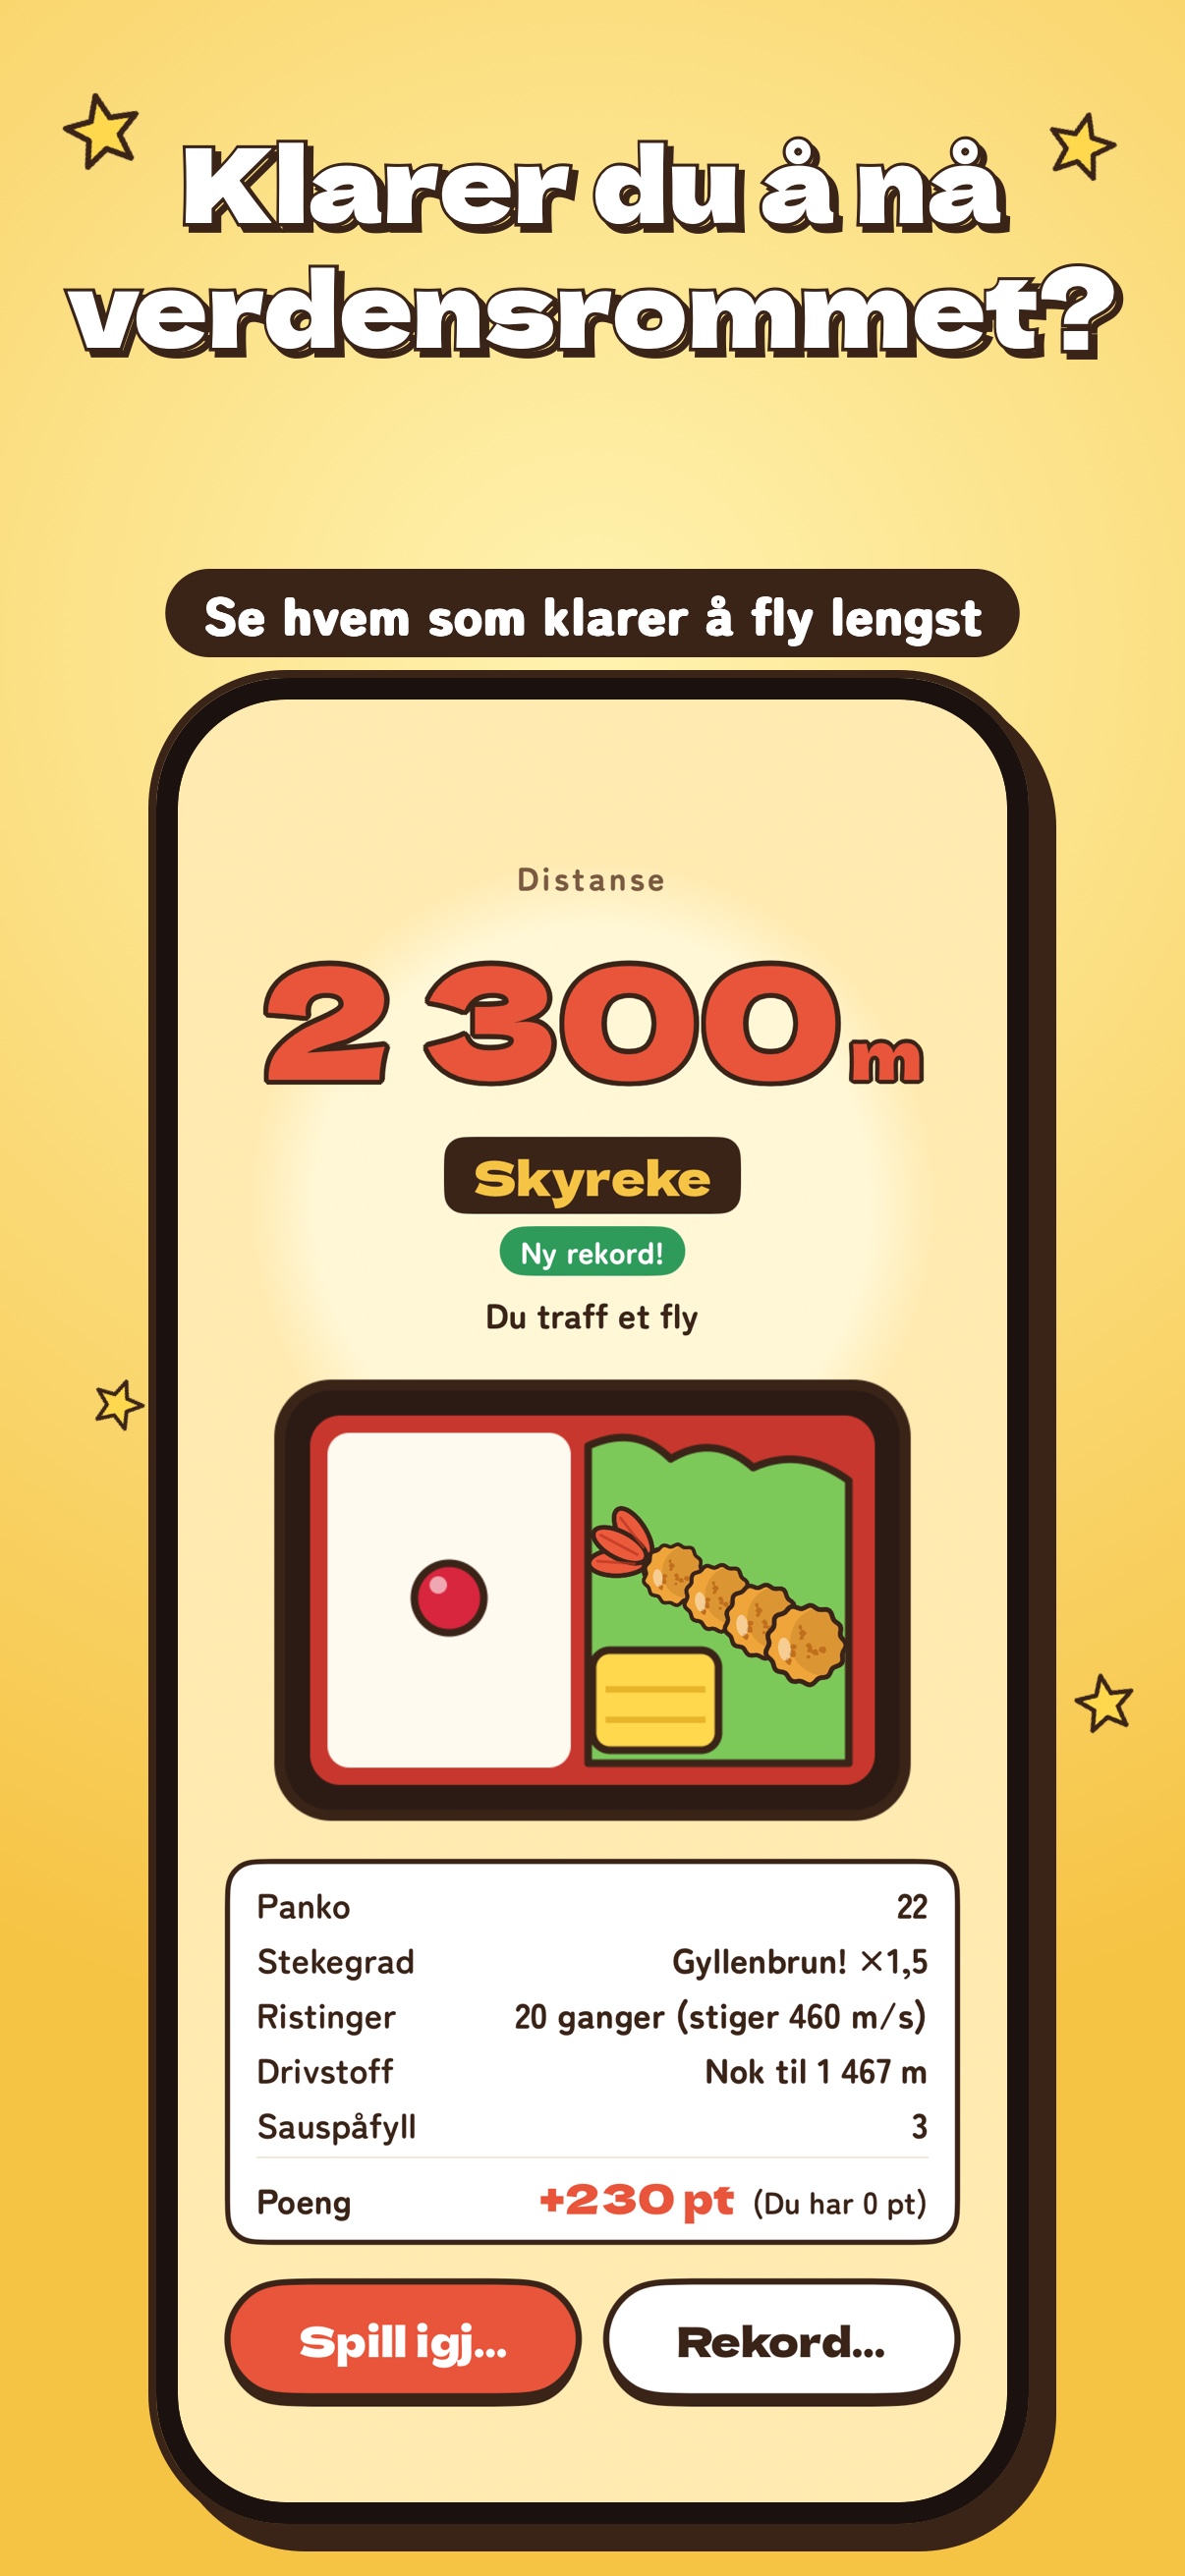 Klarer du å nå
verdensrommet?
Se hvem som klarer å fly lengst
Distanse
2 300 m
Skyreke
Ny rekord!
Du traff et fly
Panko 22
Stekegrad Gyllenbrun! ×1,5
Ristinger 20 ganger (stiger 460 m/s)
Drivstoff Nok til 1 467 m
Sauspåfyll 3
Poeng +230 pt (Du har 0 pt)
Spill igj... Rekord...